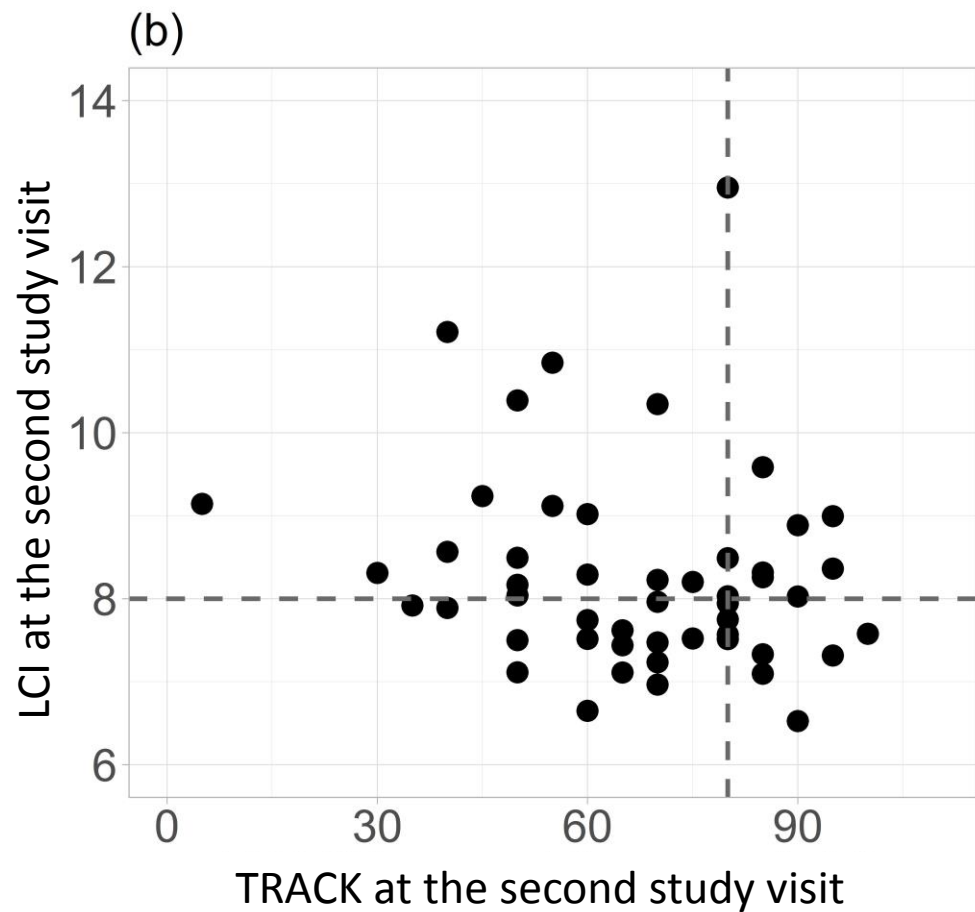 (b)
14
12
10
8
6
LCI at the second study visit
0 30 60 90
TRACK at the second study visit